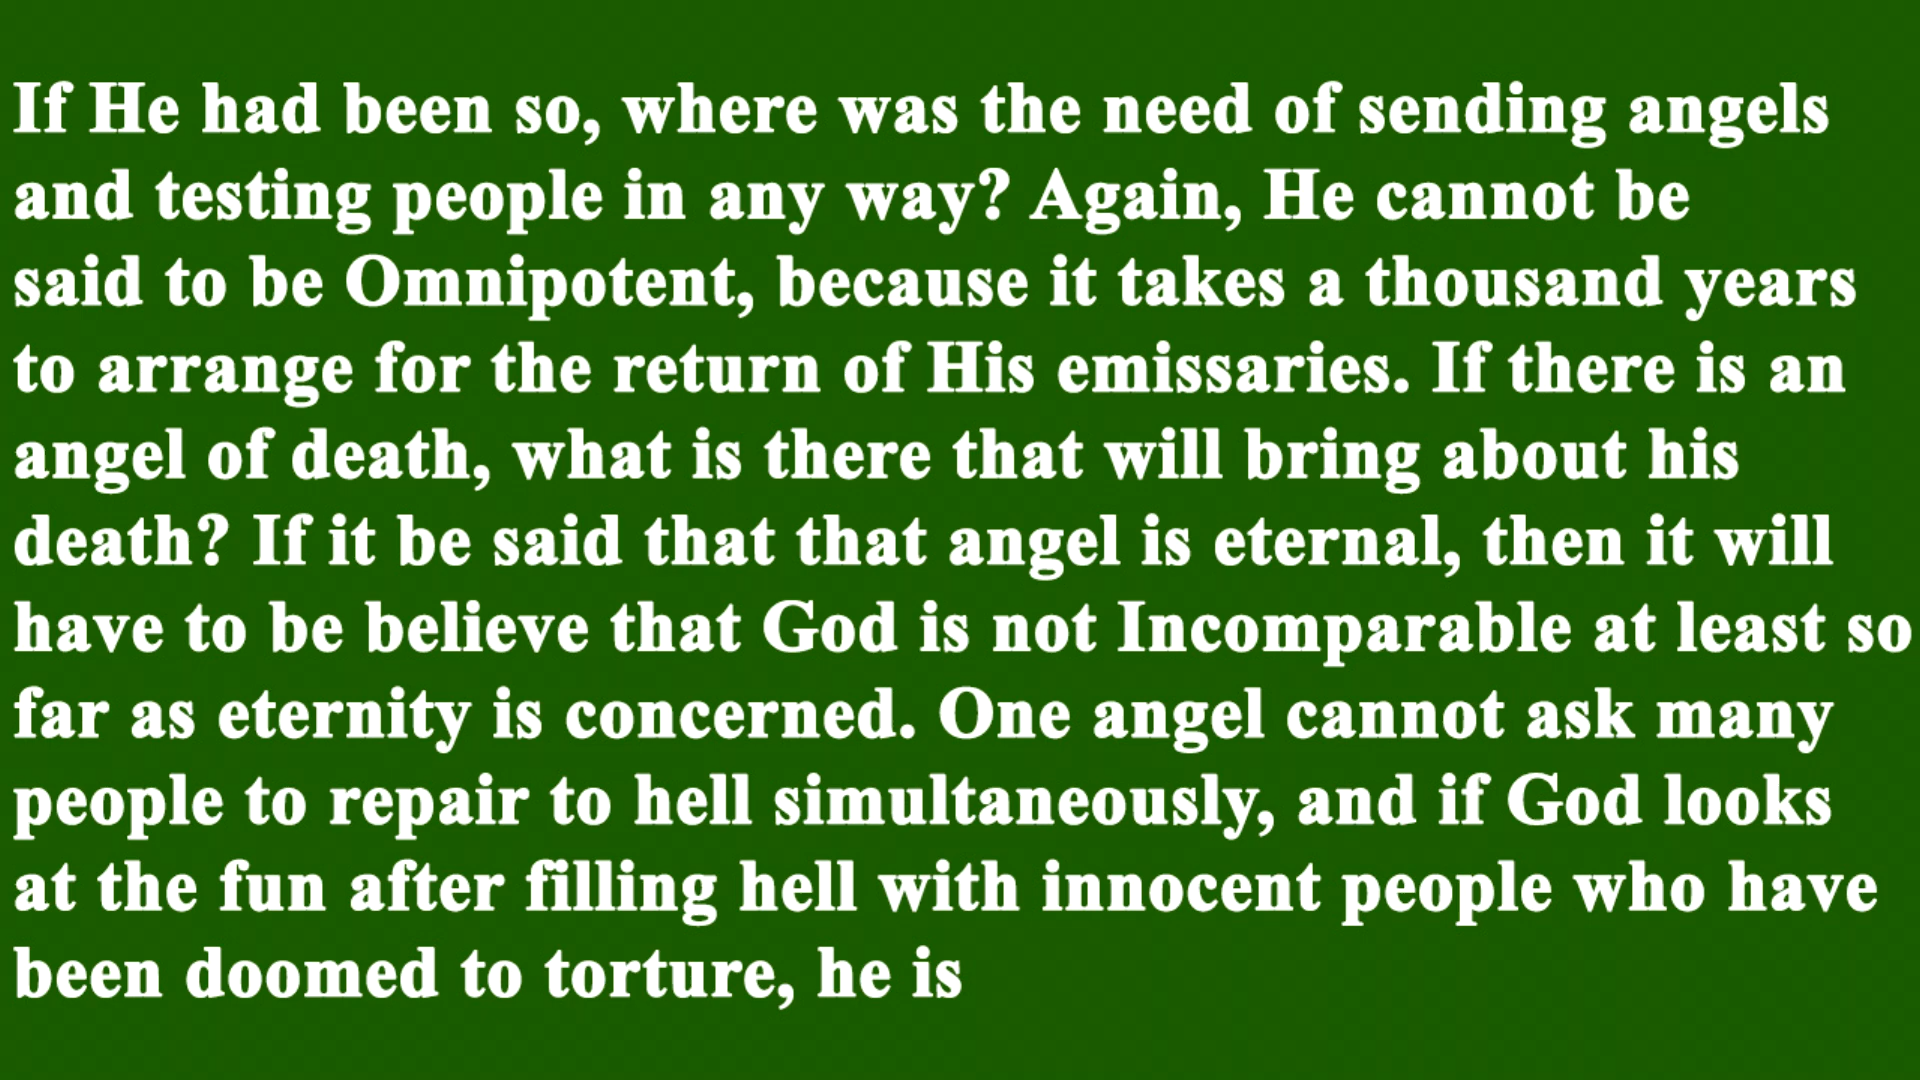 If He had been so, where was the need of sending angels
and testing people in any way? Again, He cannot be
said to be Omnipotent, because it takes a thousand years
to arrange for the return of His emissaries. If there is an
angel of death, what is there that will bring about his
death? If it be said that that angel is eternal, then it will
have to be believe that God is not Incomparable at least so
far as eternity is concerned. One angel cannot ask many
people to repair to hell simultaneously, and if God looks
at the fun after filling hell with innocent people who have
been doomed to torture, he is